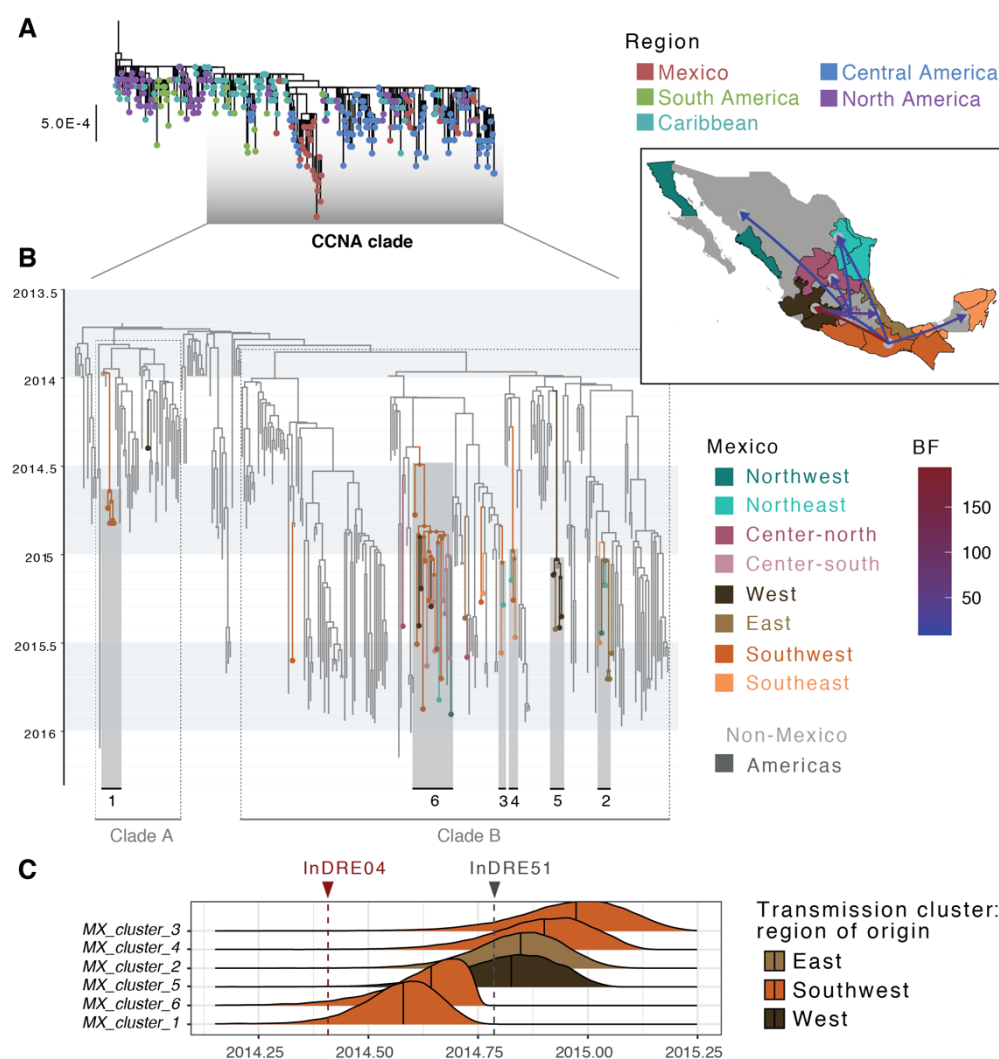 A
5.0E-4
CCNA clade
Region
Mexico
South America
Caribbean
Central America
North America
B
2013.5
2014
2014.5
2015
2015.5
2016
1
6
3
4
5
2
Clade A
Clade B
Mexico
Northwest
Northeast
Center-north
Center-south
West
East
Southwest
Southeast
Non-Mexico
Americas
BF
150
100
50
C
InDRE04
InDRE51
MX_cluster_3
MX_cluster_4
MX_cluster_2
MX_cluster_5
MX_cluster_6
MX_cluster_1
2014.25
2014.50
2014.75
2015.00
2015.25
Transmission cluster:
region of origin
East
Southwest
West